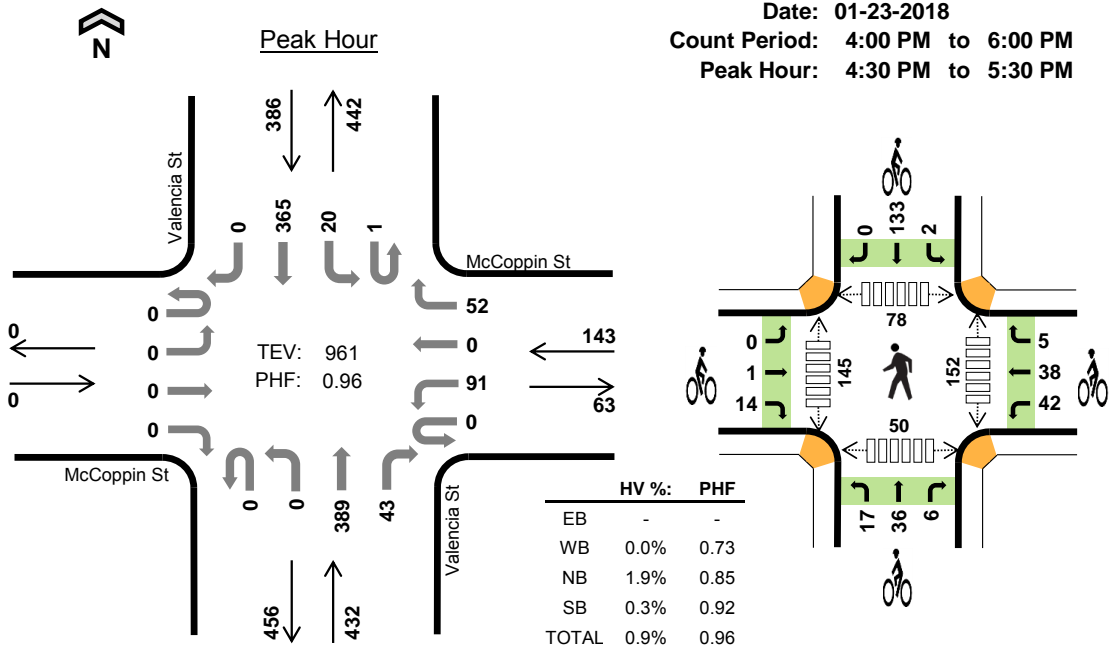 N
Peak Hour
Date: 01-23-2018
Count Period: 4:00 PM to 6:00 PM
Peak Hour: 4:30 PM to 5:30 PM
386
442
Valencia St
0
365
20
1
McCoppin St
0
0
0
0
0
0
52
0
91
0
143
63
TEV: 961
PHF: 0.96
McCoppin St
0
0
389
43
Valencia St
456
432
0
133
2
78
0
1
14
145
152
5
38
42
50
17
36
6
HV %: PHF
EB - -
WB 0.0% 0.73
NB 1.9% 0.85
SB 0.3% 0.92
TOTAL 0.9% 0.96